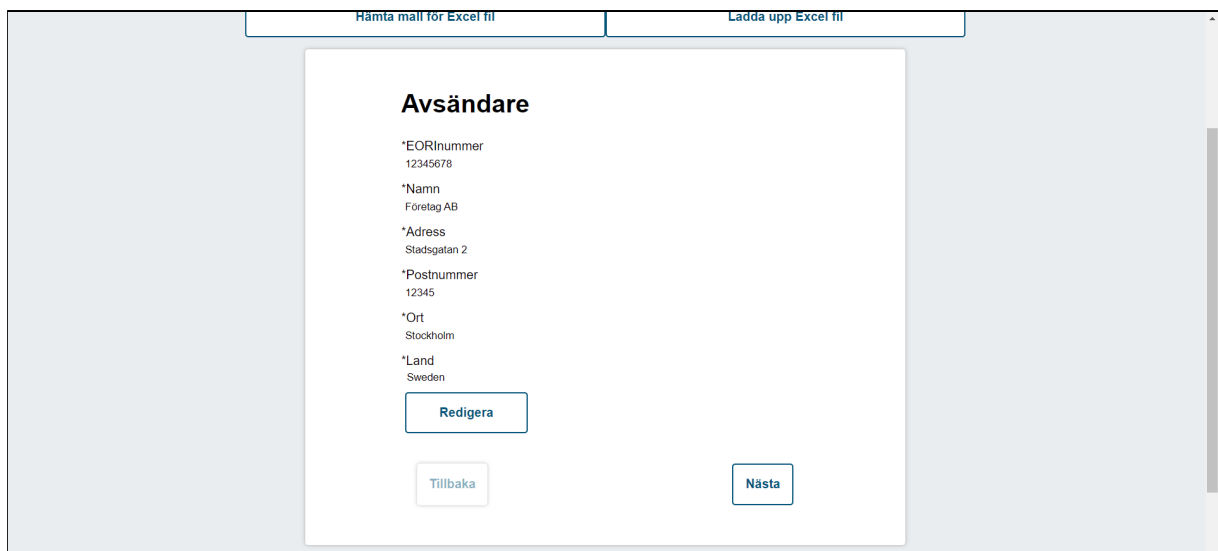 Hämta mall för Excel fil
Ladda upp Excel fil
Avsändare
*EORInummer
12345678
*Namn
Företag AB
*Adress
Stadsgatan 2
*Postnummer
12345
*Ort
Stockholm
*Land
Sweden
Redigera
Tillbaka
Nästa